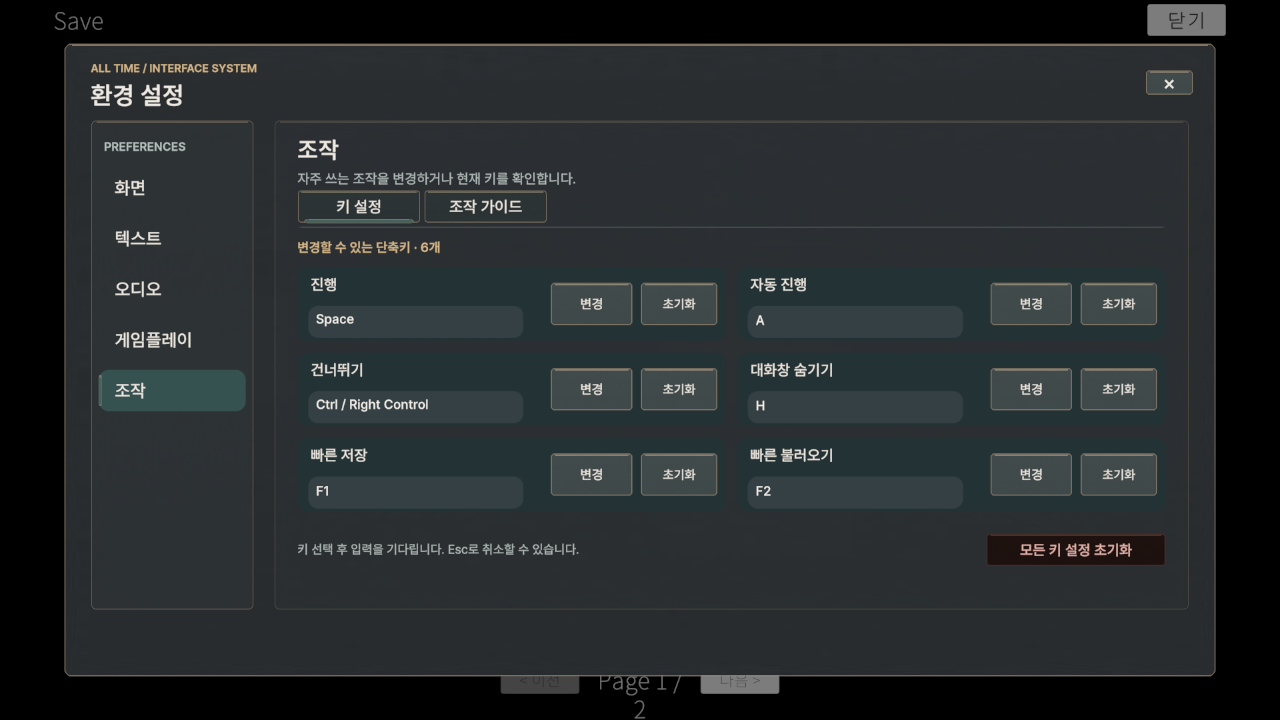 Save
닫기
ALL TIME / INTERFACE SYSTEM
환경 설정
×
PREFERENCES
화면
텍스트
오디오
게임플레이
조작
조작
자주 쓰는 조작을 변경하거나 현재 키를 확인합니다.
키 설정
조작 가이드
변경할 수 있는 단축키 · 6개
진행
Space
변경
초기화
자동 진행
A
변경
초기화
건너뛰기
Ctrl / Right Control
변경
초기화
대화창 숨기기
H
변경
초기화
빠른 저장
F1
변경
초기화
빠른 불러오기
F2
변경
초기화
키 선택 후 입력을 기다립니다. Esc로 취소할 수 있습니다.
모든 키 설정 초기화
< 이전
Page 1 /
2
다음 >